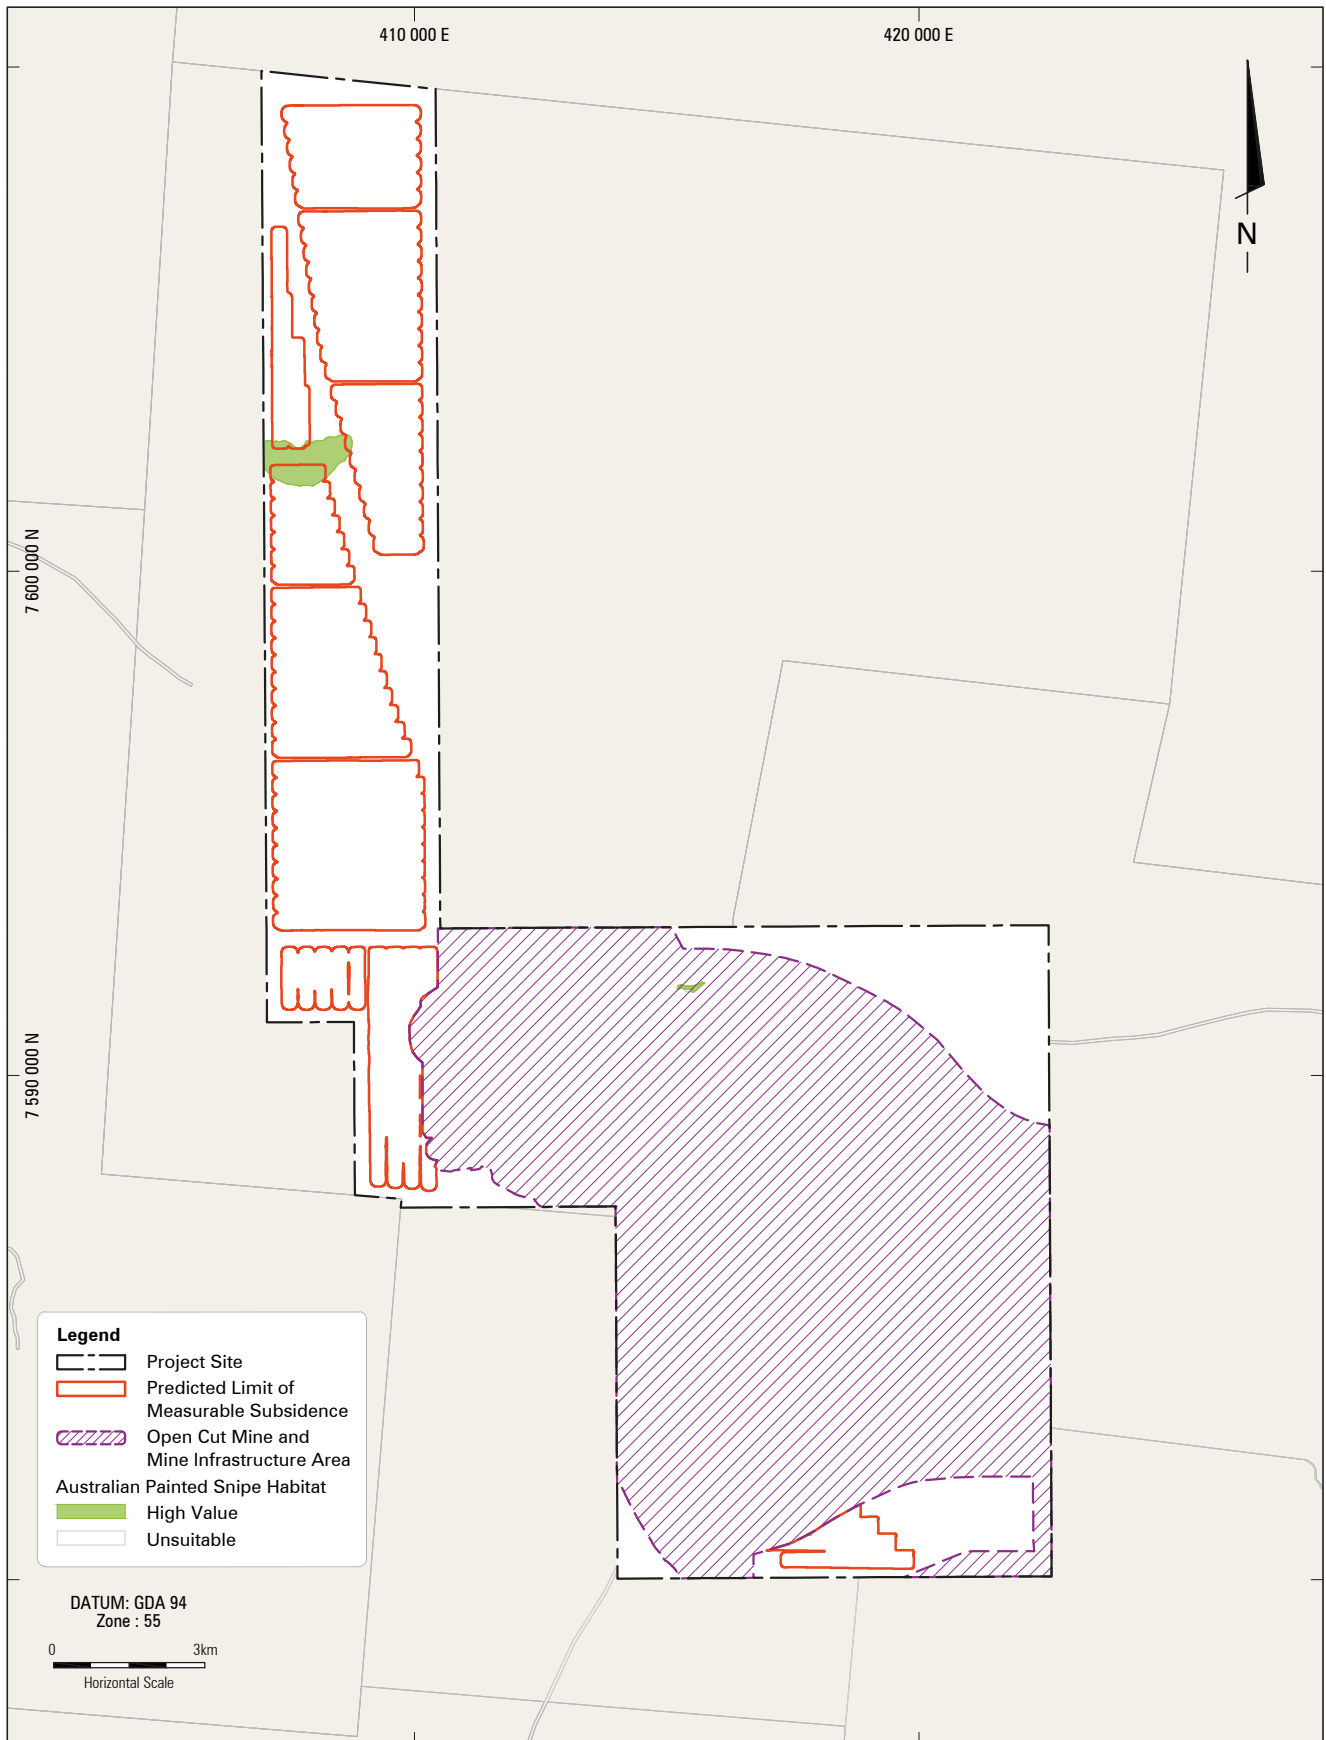 410 000 E
420 000 E
N
7 600 000 N
7 590 000 N
Legend
Project Site
Predicted Limit of
Measurable Subsidence
Open Cut Mine and
Mine Infrastructure Area
Australian Painted Snipe Habitat
High Value
Unsuitable
DATUM: GDA 94
Zone : 55
0 3km
Horizontal Scale